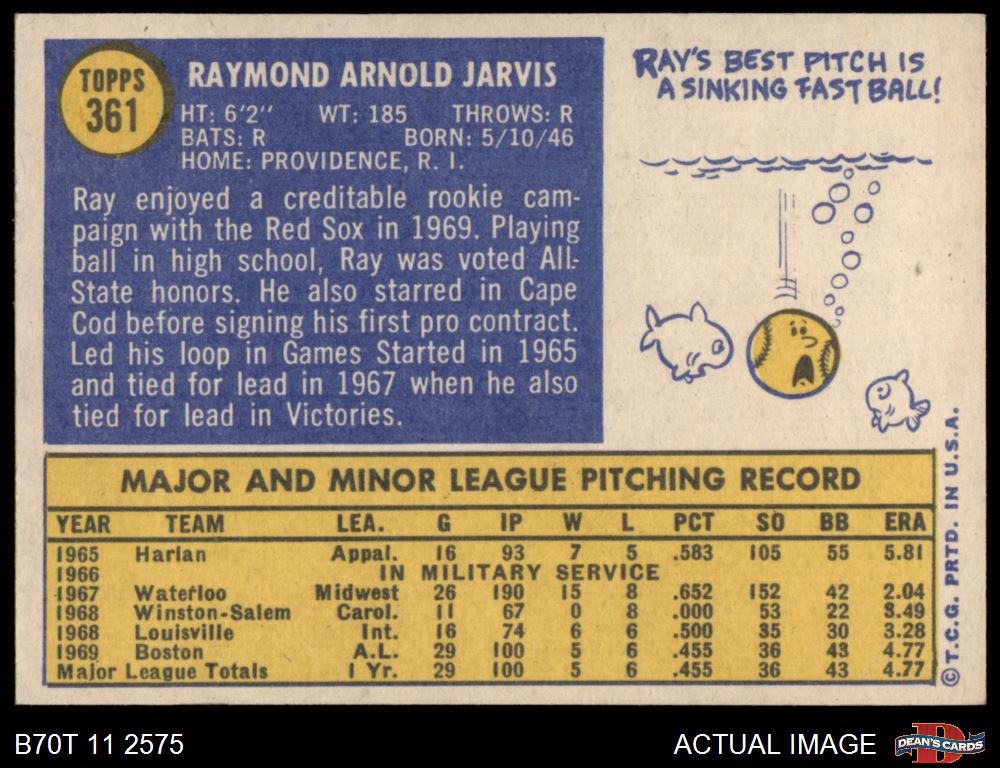 TOPPS
361
RAYMOND ARNOLD JARVIS
HT: 6'2" WT: 185 THROWS: R
BATS: R BORN: 5/10/46
HOME: PROVIDENCE, R. I.
Ray enjoyed a creditable rookie cam-
paign with the Red Sox in 1969. Playing
ball in high school, Ray was voted All-
State honors. He also starred in Cape
Cod before signing his first pro contract.
Led his loop in Games Started in 1965
and tied for lead in 1967 when he also
tied for lead in Victories.
RAY'S BEST PITCH IS
A SINKING FAST BALL!
MAJOR AND MINOR LEAGUE PITCHING RECORD
YEAR TEAM LEA. G IP W L PCT SO BB ERA
1965 Harlan Appal. 16 93 7 5 .583 105 55 5.81
1966 IN MILITARY SERVICE
1967 Waterloo Midwest 26 190 15 8 .652 152 42 2.04
1968 Winston-Salem Carol. 11 67 0 8 .000 53 22 3.49
1968 Louisville Int. 16 74 6 6 .500 35 30 3.28
1969 Boston A.L. 29 100 5 6 .455 36 43 4.77
Major League Totals 1 Yr. 29 100 5 6 .455 36 43 4.77
© T.C.G. PRTD. IN U.S.A.
B70T 11 2575
ACTUAL IMAGE
D
DEAN'S CARDS